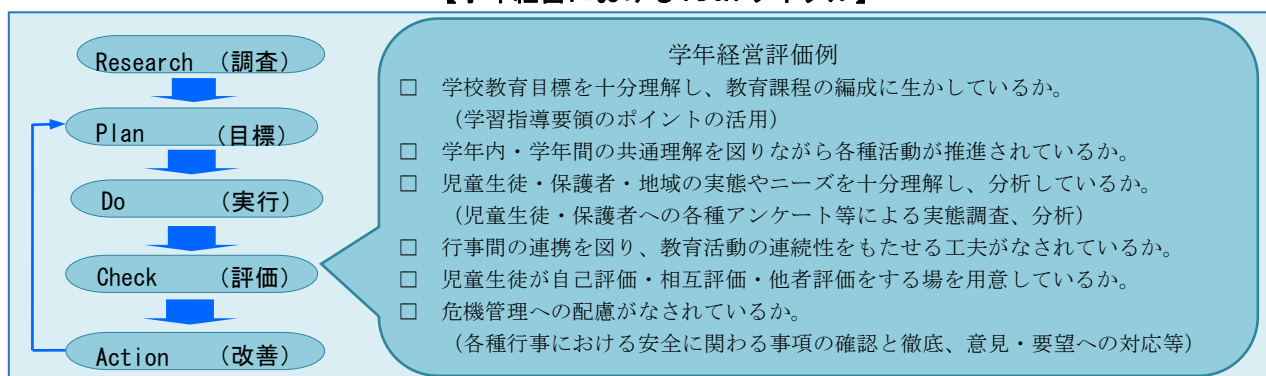 Research （調査）
Plan （目標）
Do （実行）
Check （評価）
Action （改善）
学年経営評価例
□ 学校教育目標を十分理解し、教育課程の編成に生かしているか。
（学習指導要領のポイントの活用）
□ 学年内・学年間の共通理解を図りながら各種活動が推進されているか。
□ 児童生徒・保護者・地域の実態やニーズを十分理解し、分析しているか。
（児童生徒・保護者への各種アンケート等による実態調査、分析）
□ 行事間の連携を図り、教育活動の連続性をもたせる工夫がなされているか。
□ 児童生徒が自己評価・相互評価・他者評価をする場を用意しているか。
□ 危機管理への配慮がなされているか。
（各種行事における安全に関わる事項の確認と徹底、意見・要望への対応等）